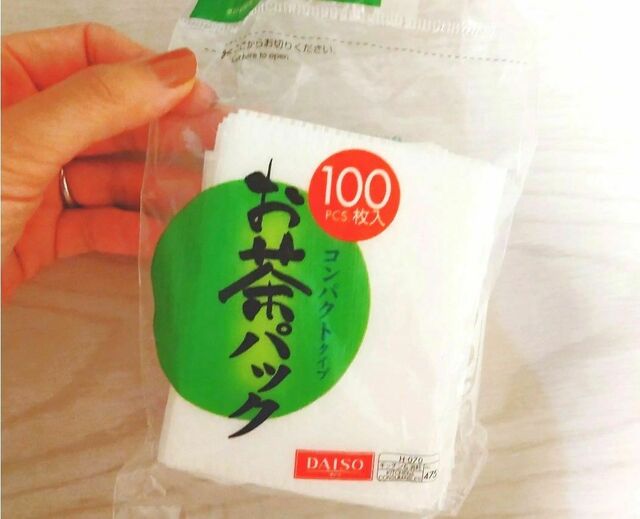 ここからお切りください
Cut here to open.
100
PCS. 枚入
お茶パック
コンパクトタイプ
DAISO
475